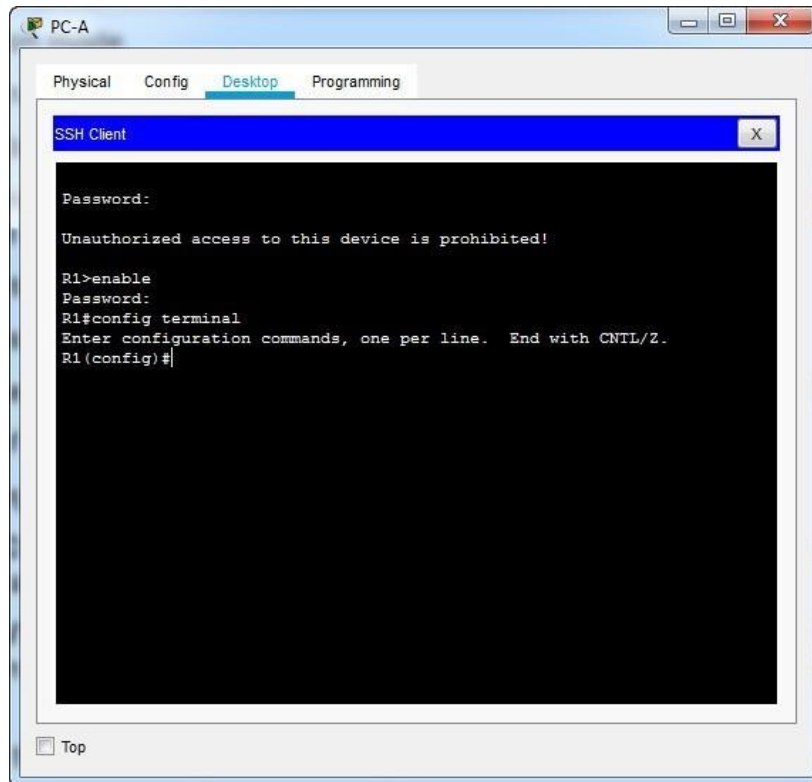 PC-A
Physical Config Desktop Programming
SSH Client
X
Password:
Unauthorized access to this device is prohibited!
R1>enable
Password:
R1#config terminal
Enter configuration commands, one per line.  End with CNTL/Z.
R1(config)#
Top